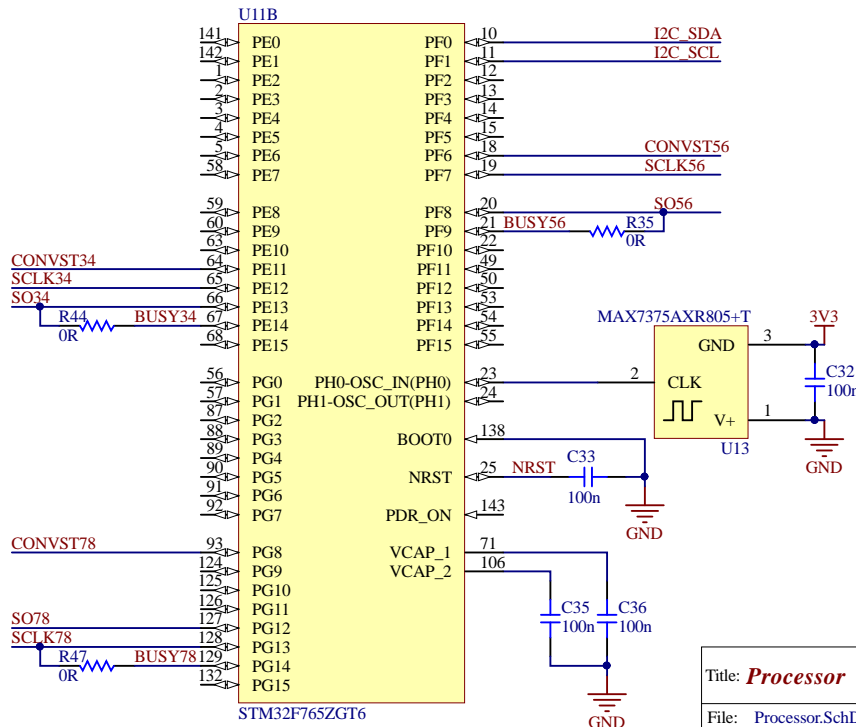 U11B
141 PE0 PF0 10 I2C_SDA
142 PE1 PF1 11 I2C_SCL
1 PE2 PF2 12
2 PE3 PF3 13
3 PE4 PF4 14
4 PE5 PF5 15
5 PE6 PF6 18 CONVST56
58 PE7 PF7 19 SCLK56
59 PE8 PF8 20 SO56
60 PE9 PF9 21 BUSY56 R35
0R
63 PE10 PF10 22
CONVST34 64 PE11 PF11 49
SCLK34 65 PE12 PF12 50
SO34 66 PE13 PF13 53
R44 BUSY34 67 PE14 PF14 54
0R
68 PE15 PF15 55
MAX7375AXR805+T
3V3
GND 3
2 CLK
V+ 1
U13
C32
100n
GND
56 PG0 PH0-OSC_IN(PH0) 23
57 PG1 PH1-OSC_OUT(PH1) 24
87 PG2
88 PG3 BOOT0 138
89 PG4
90 PG5 NRST 25 NRST C33
100n
91 PG6
92 PG7 PDR_ON 143
GND
CONVST78 93 PG8 VCAP_1 71
124 PG9 VCAP_2 106
125 PG10
126 PG11
C35
100n
C36
100n
SO78 127 PG12
SCLK78 128 PG13
R47 BUSY78 129 PG14
0R
132 PG15
GND
STM32F765ZGT6
Title: Processor
File: Processor.SchD